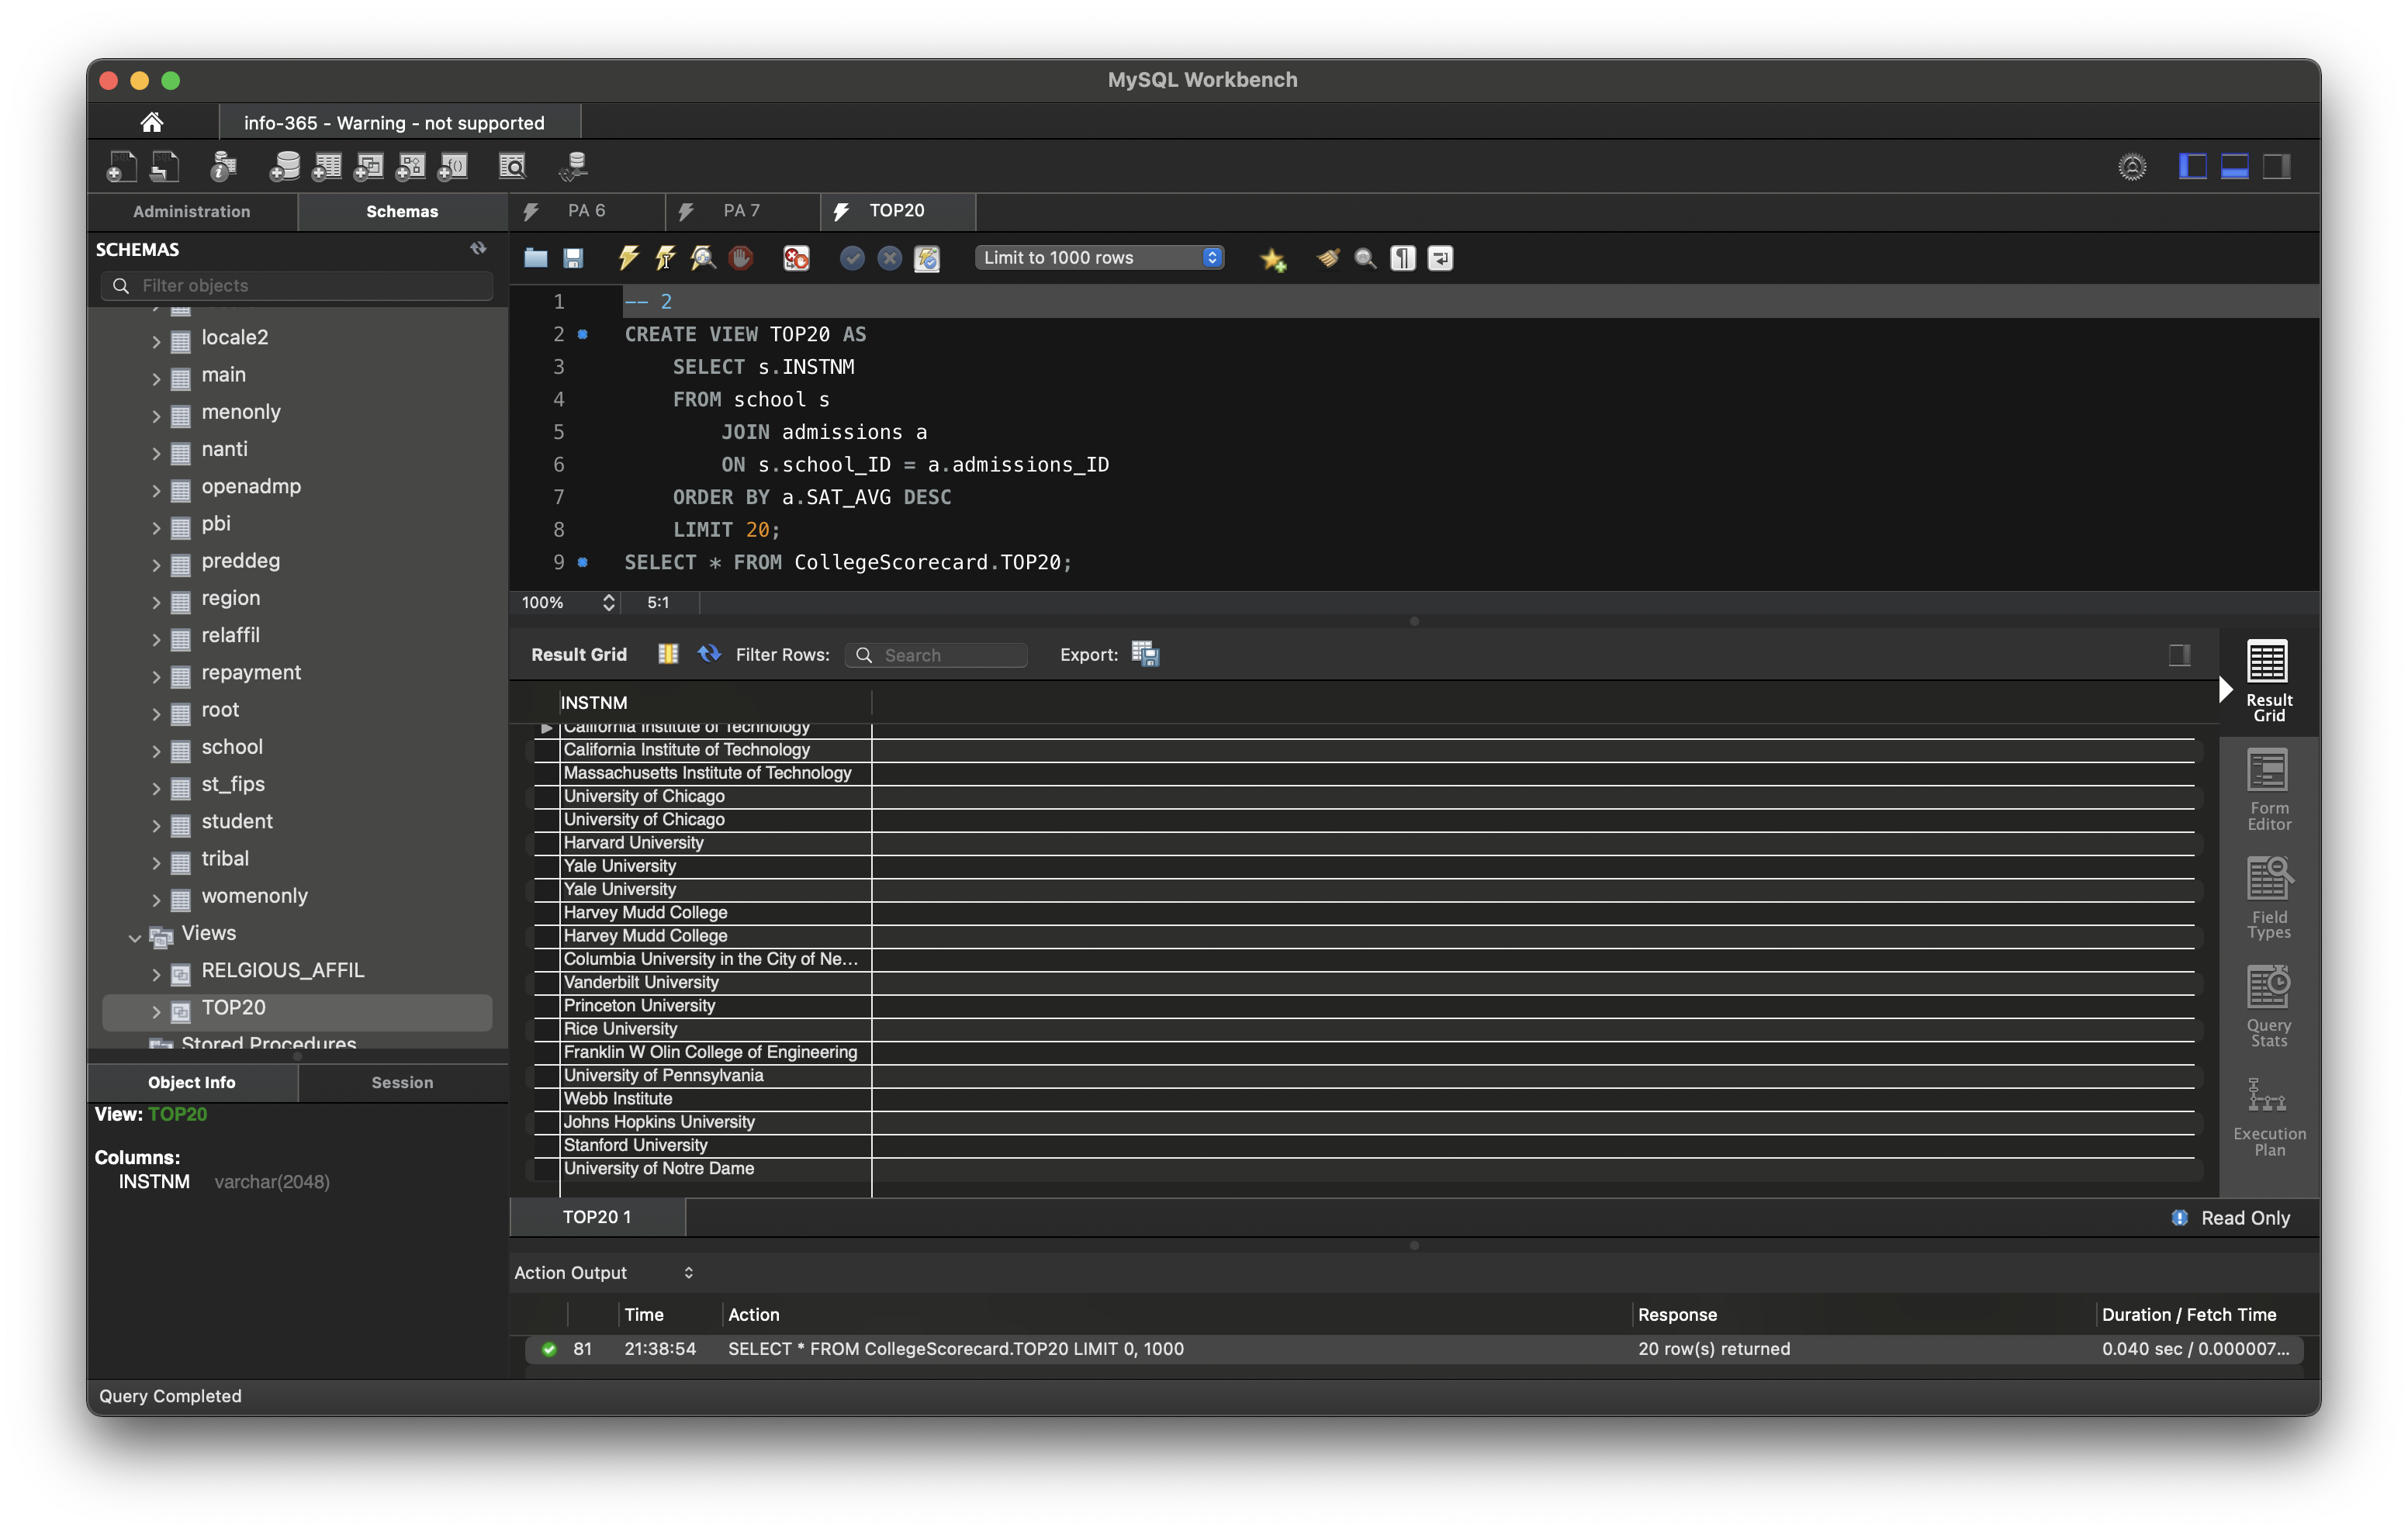 MySQL Workbench
info-365 - Warning - not supported
Administration
Schemas
PA 6
PA 7
TOP20
SCHEMAS
Filter objects
Limit to 1000 rows
locale2
main
menonly
nanti
openadmp
pbi
preddeg
region
relaffil
repayment
root
school
st_fips
student
tribal
womenonly
Views
RELGIOUS_AFFIL
TOP20
Stored Procedures
Object Info
Session
View: TOP20
Columns:
INSTNM varchar(2048)
1 -- 2
2 CREATE VIEW TOP20 AS
3 SELECT s.INSTNM
4 FROM school s
5 JOIN admissions a
6 ON s.school_ID = a.admissions_ID
7 ORDER BY a.SAT_AVG DESC
8 LIMIT 20;
9 SELECT * FROM CollegeScorecard.TOP20;
100% 5:1
Result Grid Filter Rows: Search Export:
INSTNM
California Institute of Technology
California Institute of Technology
Massachusetts Institute of Technology
University of Chicago
University of Chicago
Harvard University
Yale University
Yale University
Harvey Mudd College
Harvey Mudd College
Columbia University in the City of Ne...
Vanderbilt University
Princeton University
Rice University
Franklin W Olin College of Engineering
University of Pennsylvania
Webb Institute
Johns Hopkins University
Stanford University
University of Notre Dame
Result
Grid
Form
Editor
Field
Types
Query
Stats
Execution
Plan
TOP20 1
Read Only
Action Output
Time Action Response Duration / Fetch Time
81 21:38:54 SELECT * FROM CollegeScorecard.TOP20 LIMIT 0, 1000 20 row(s) returned 0.040 sec / 0.000007...
Query Completed